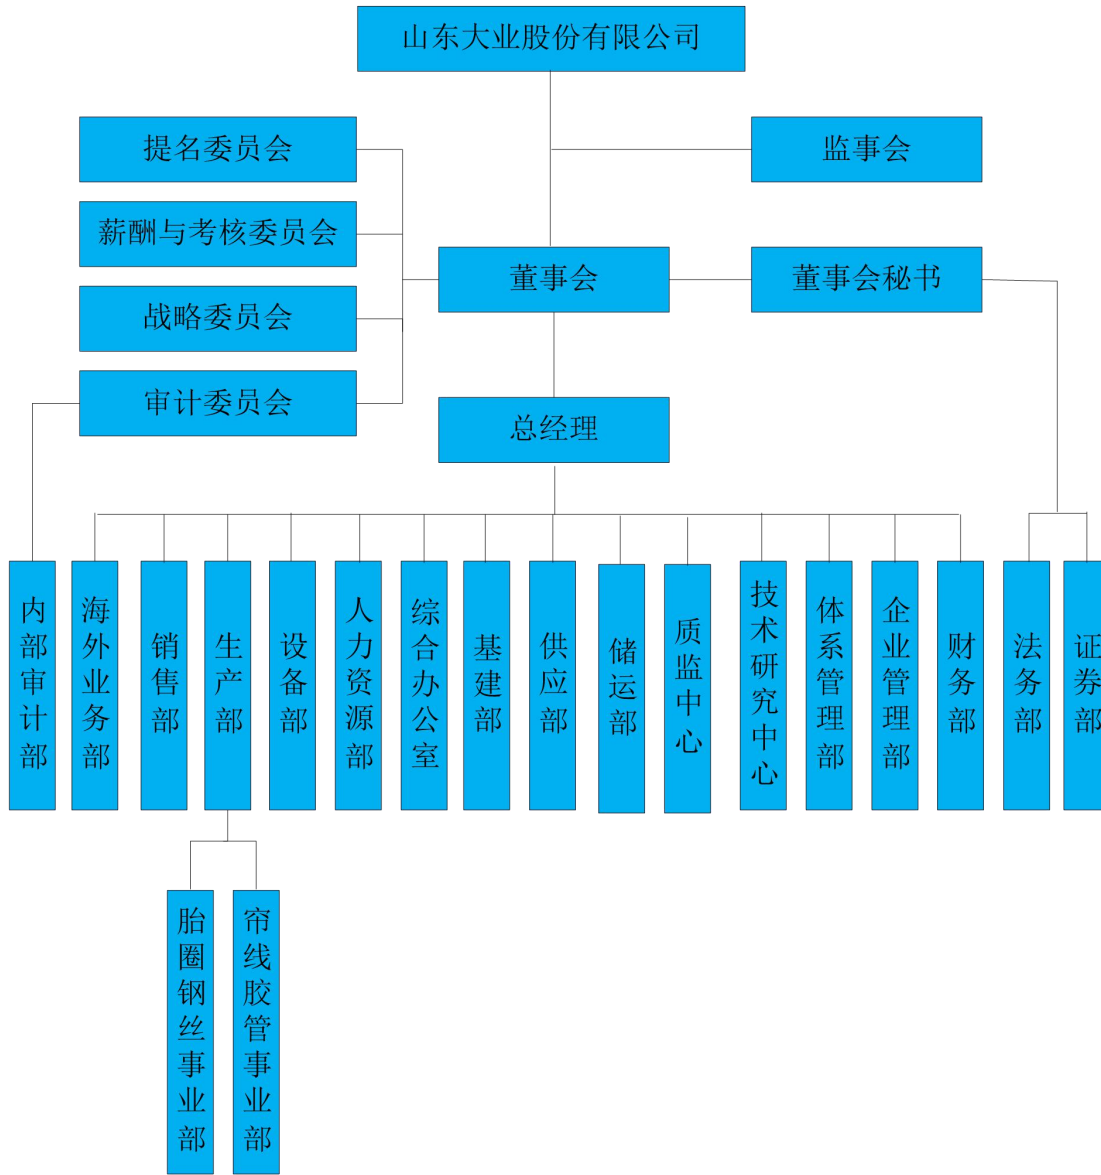 山东大业股份有限公司
提名委员会
监事会
薪酬与考核委员会
董事会
董事会秘书
战略委员会
审计委员会
总经理
内部审计部
海外业务部
销售部
生产部
设备部
人力资源部
综合办公室
基建部
供应部
储运部
质监中心
技术研究中心
体系管理部
企业管理部
财务部
法务部
证券部
胎圈钢丝事业部
帘线胶管事业部